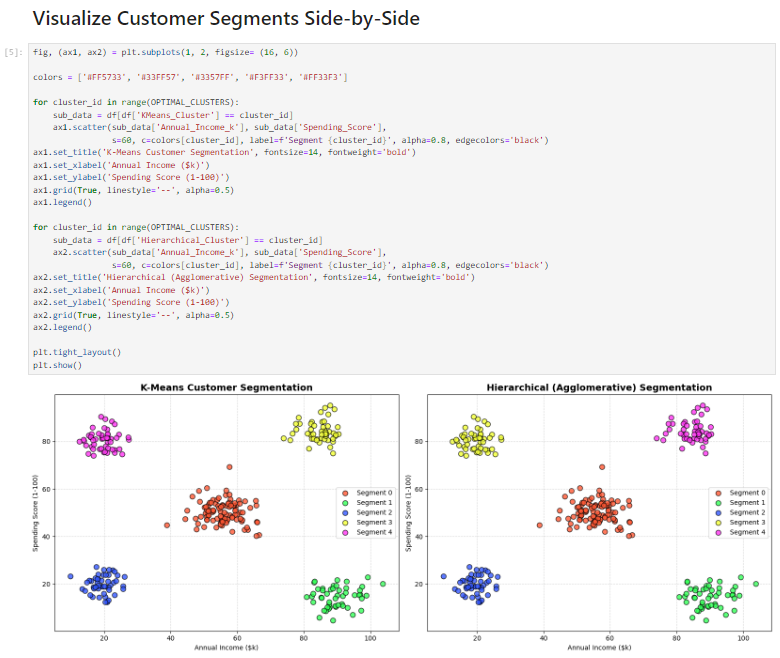 Visualize Customer Segments Side-by-Side
[5]:
fig, (ax1, ax2) = plt.subplots(1, 2, figsize= (16, 6))
colors = ['#FF5733', '#33FF57', '#3357FF', '#F3FF33', '#FF33F3']
for cluster_id in range(OPTIMAL_CLUSTERS):
    sub_data = df[df['KMeans_Cluster'] == cluster_id]
    ax1.scatter(sub_data['Annual_Income_k'], sub_data['Spending_Score'],
                s=60, c=colors[cluster_id], label=f'Segment {cluster_id}', alpha=0.8, edgecolors='black')
ax1.set_title('K-Means Customer Segmentation', fontsize=14, fontweight='bold')
ax1.set_xlabel('Annual Income ($k)')
ax1.set_ylabel('Spending Score (1-100)')
ax1.grid(True, linestyle='--', alpha=0.5)
ax1.legend()
for cluster_id in range(OPTIMAL_CLUSTERS):
    sub_data = df[df['Hierarchical_Cluster'] == cluster_id]
    ax2.scatter(sub_data['Annual_Income_k'], sub_data['Spending_Score'],
                s=60, c=colors[cluster_id], label=f'Segment {cluster_id}', alpha=0.8, edgecolors='black')
ax2.set_title('Hierarchical (Agglomerative) Segmentation', fontsize=14, fontweight='bold')
ax2.set_xlabel('Annual Income ($k)')
ax2.set_ylabel('Spending Score (1-100)')
ax2.grid(True, linestyle='--', alpha=0.5)
ax2.legend()
plt.tight_layout()
plt.show()
K-Means Customer Segmentation
Spending Score (1-100)
80
60
40
20
Segment 0
Segment 1
Segment 2
Segment 3
Segment 4
20 40 60 80 100
Annual Income ($k)
Hierarchical (Agglomerative) Segmentation
Spending Score (1-100)
80
60
40
20
Segment 0
Segment 1
Segment 2
Segment 3
Segment 4
20 40 60 80 100
Annual Income ($k)